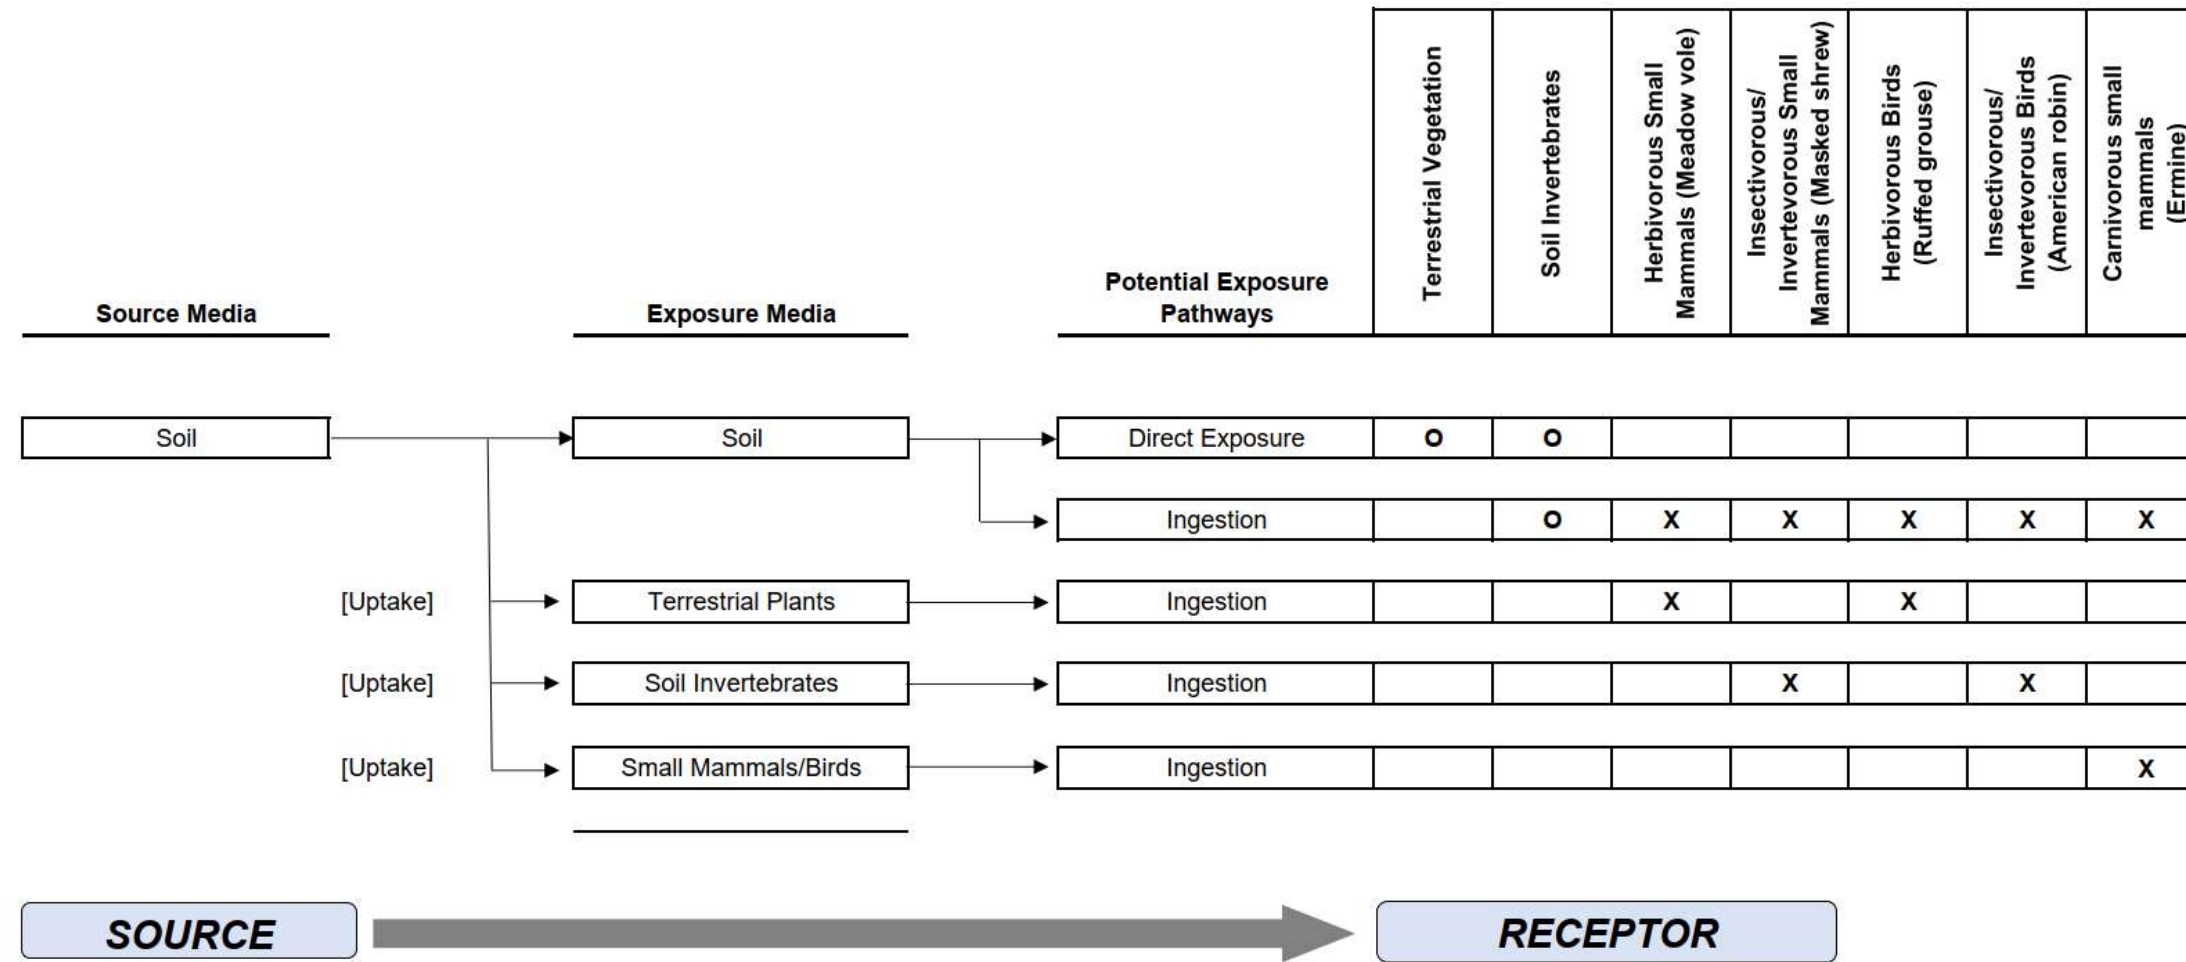 Terrestrial Vegetation
Soil Invertebrates
Herbivorous Small
Mammals (Meadow vole)
Insectivorous/
Invertevorous Small
Mammals (Masked shrew)
Herbivorous Birds
(Ruffed grouse)
Insectivorous/
Invertevorous Birds
(American robin)
Carnivorous small
mammals
(Ermine)
Source Media
Exposure Media
Potential Exposure
Pathways
Soil
Soil
Direct Exposure O O
Ingestion O X X X X X
[Uptake] Terrestrial Plants Ingestion X X
[Uptake] Soil Invertebrates Ingestion X X
[Uptake] Small Mammals/Birds Ingestion X
SOURCE
RECEPTOR